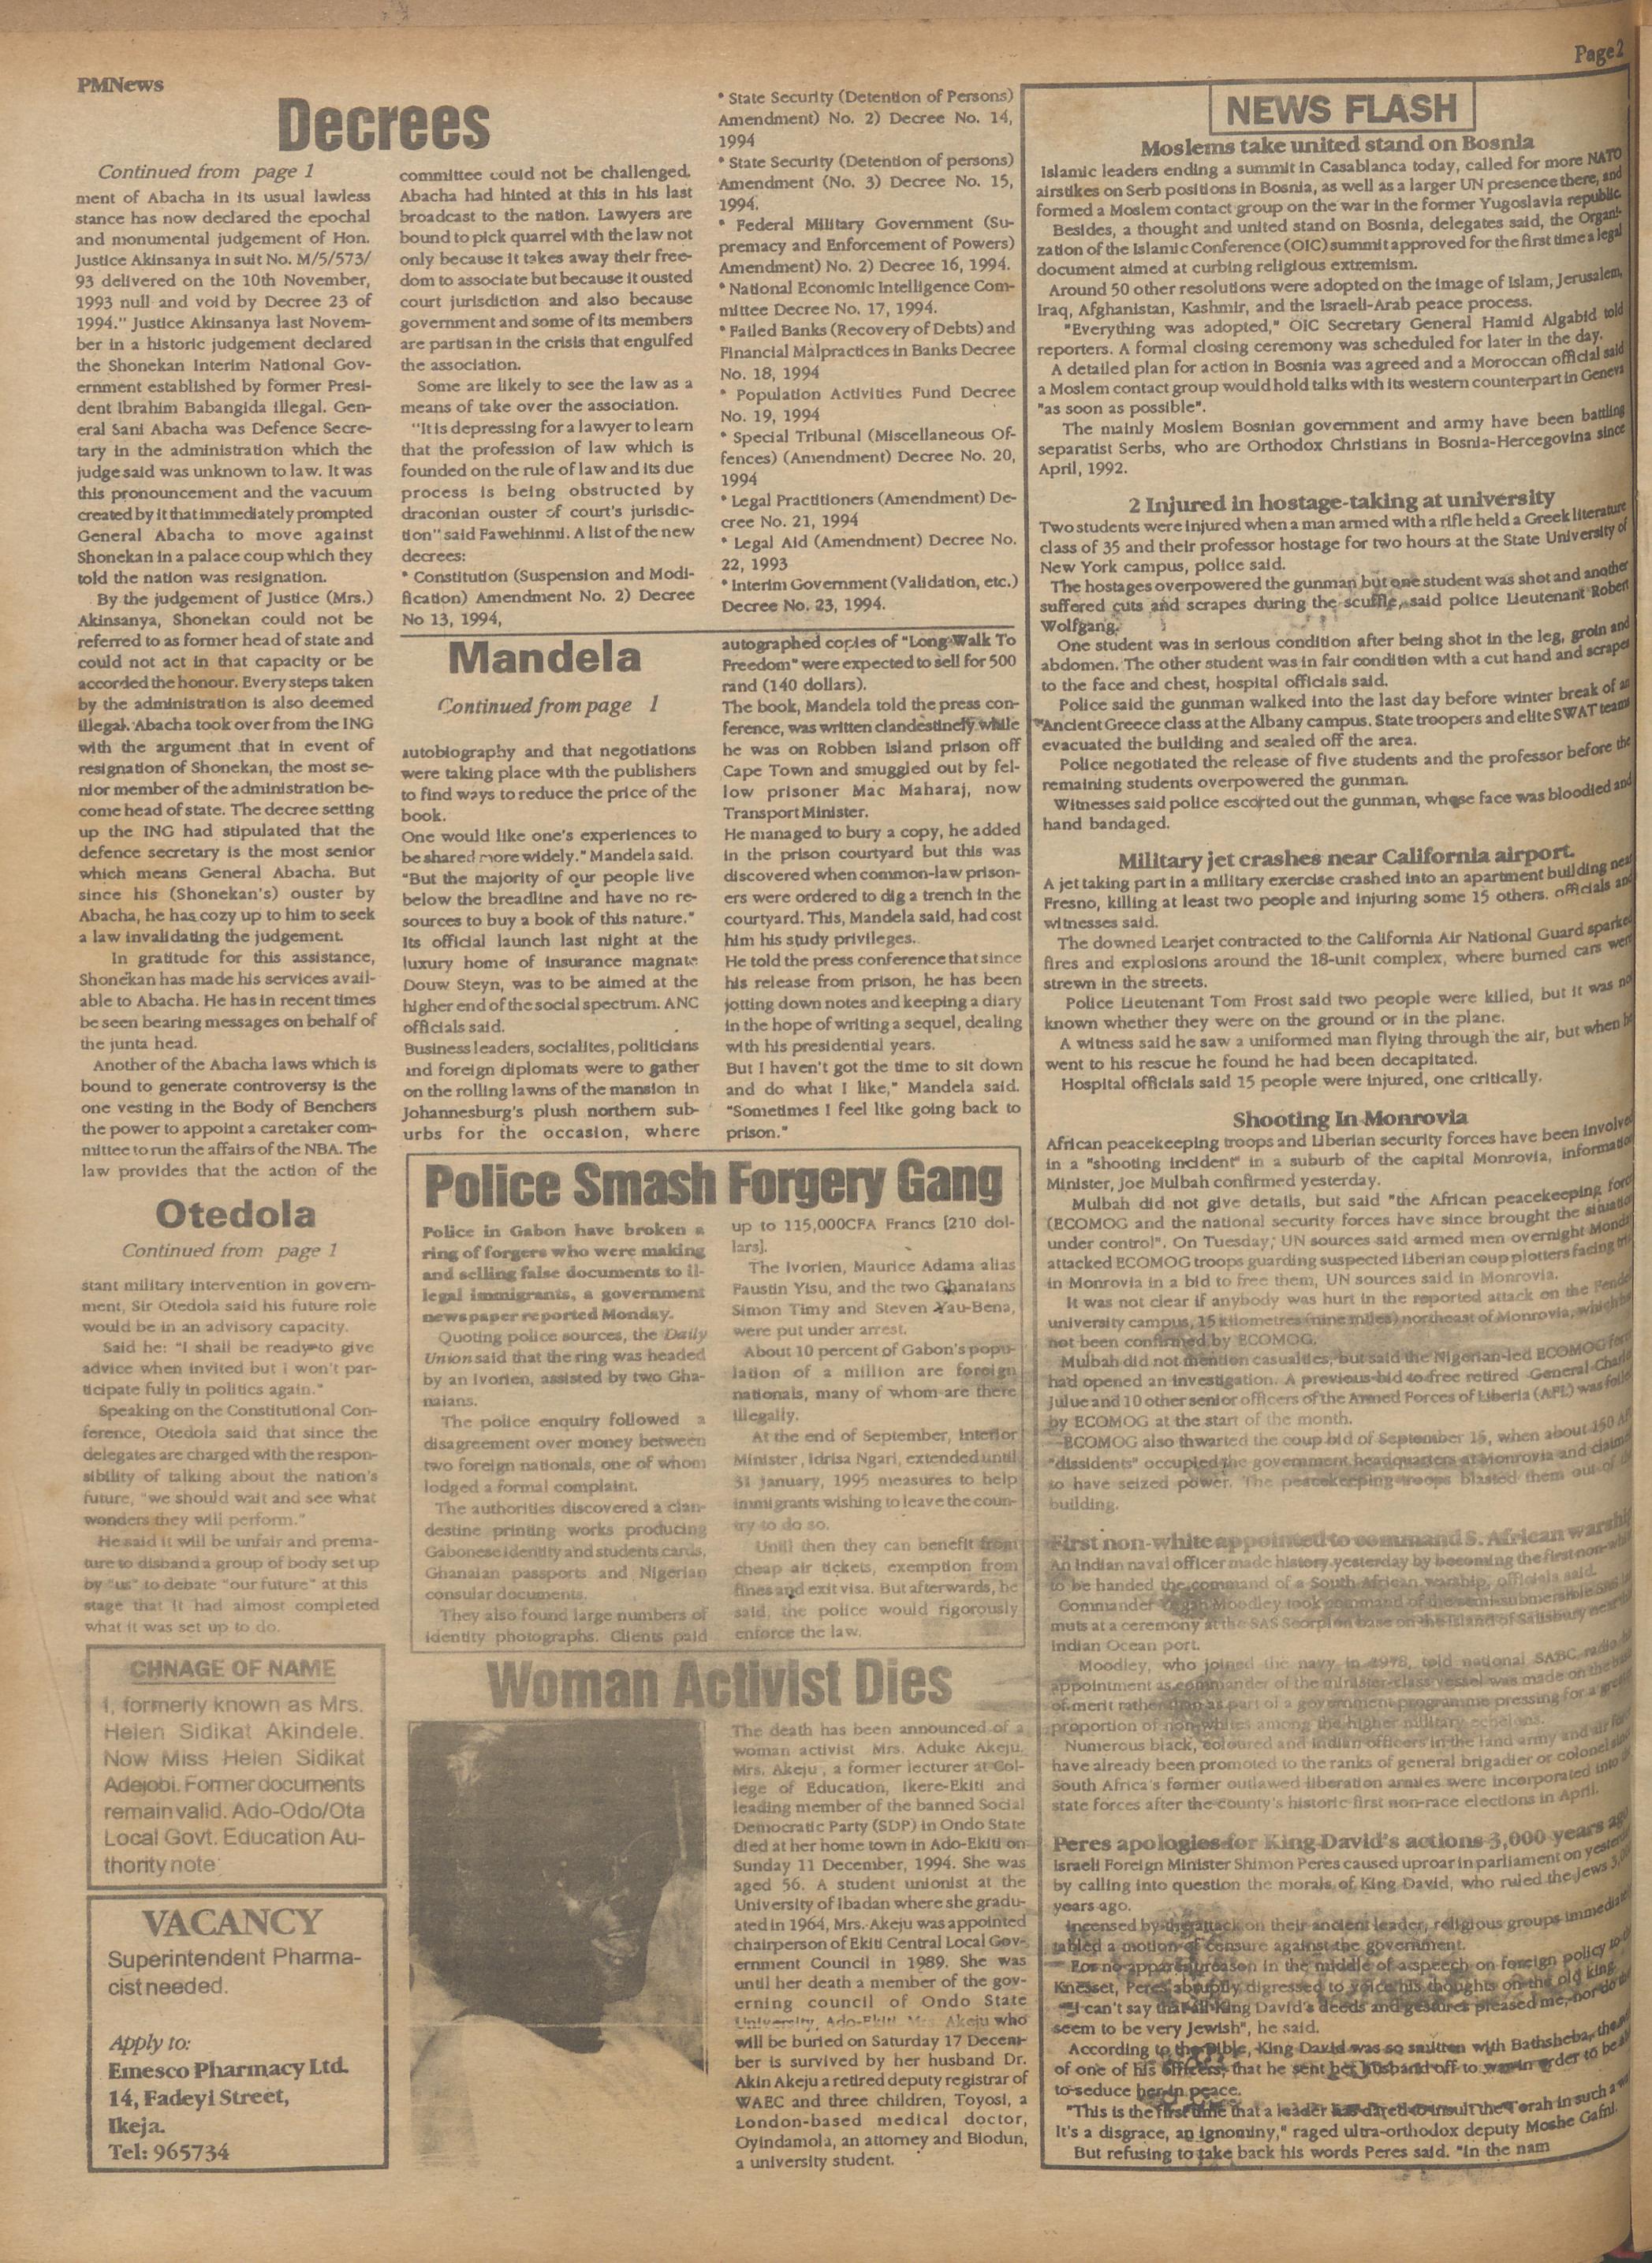 Page2
PMNews
Decrees
Continued from page 1
ment of Abacha in its usual lawless
stance has now declared the epochal
and monumental judgement of Hon.
Justice Akinsanya in suit No. M/5/573/
93 delivered on the 10th November,
1993 null and void by Decree 23 of
1994." Justice Akinsanya last Novem-
ber in a historic judgement declared
the Shonekan Interim National Gov-
ernment established by former Presi-
dent Ibrahim Babangida illegal. Gen-
eral Sani Abacha was Defence Secre-
tary in the administration which the
judge said was unknown to law. It was
this pronouncement and the vacuum
created by it that immediately prompted
General Abacha to move against
Shonekan in a palace coup which they
told the nation was resignation.
By the judgement of Justice (Mrs.)
Akinsanya, Shonekan could not be
referred to as former head of state and
could not act in that capacity or be
accorded the honour. Every steps taken
by the administration is also deemed
illegal. Abacha took over from the ING
with the argument that in event of
resignation of Shonekan, the most se-
nior member of the administration be-
come head of state. The decree setting
up the ING had stipulated that the
defence secretary is the most senior
which means General Abacha. But
since his (Shonekan's) ouster by
Abacha, he has cozy up to him to seek
a law invalidating the judgement.
In gratitude for this assistance,
Shonekan has made his services avail-
able to Abacha. He has in recent times
be seen bearing messages on behalf of
the junta head.
Another of the Abacha laws which is
bound to generate controversy is the
one vesting in the Body of Benchers
the power to appoint a caretaker com-
mittee to run the affairs of the NBA. The
law provides that the action of the
committee could not be challenged.
Abacha had hinted at this in his last
broadcast to the nation. Lawyers are
bound to pick quarrel with the law not
only because it takes away their free-
dom to associate but because it ousted
court jurisdiction and also because
government and some of its members
are partisan in the crisis that engulfed
the association.
Some are likely to see the law as a
means of take over the association.
"It is depressing for a lawyer to learn
that the profession of law which is
founded on the rule of law and its due
process is being obstructed by
draconian ouster of court's jurisdic-
tion" said Fawehinmi. A list of the new
decrees:
* Constitution (Suspension and Modi-
fication) Amendment No. 2) Decree
No 13, 1994,
* State Security (Detention of Persons)
Amendment) No. 2) Decree No. 14,
1994
* State Security (Detention of persons)
Amendment (No. 3) Decree No. 15,
1994.
* Federal Military Government (Su-
premacy and Enforcement of Powers)
Amendment) No. 2) Decree 16, 1994.
* National Economic Intelligence Com-
mittee Decree No. 17, 1994.
* Failed Banks (Recovery of Debts) and
Financial Malpractices in Banks Decree
No. 18, 1994
* Population Activities Fund Decree
No. 19, 1994
* Special Tribunal (Miscellaneous Of-
fences) (Amendment) Decree No. 20,
1994
* Legal Practitioners (Amendment) De-
cree No. 21, 1994
* Legal Aid (Amendment) Decree No.
22, 1993
* Interim Government (Validation, etc.)
Decree No. 23, 1994.
Mandela
Continued from page 1
autobiography and that negotiations
were taking place with the publishers
to find ways to reduce the price of the
book.
One would like one's experiences to
be shared more widely." Mandela said.
"But the majority of our people live
below the breadline and have no re-
sources to buy a book of this nature."
Its official launch last night at the
luxury home of insurance magnate
Douw Steyn, was to be aimed at the
higher end of the social spectrum. ANC
officials said.
Business leaders, socialites, politicians
and foreign diplomats were to gather
on the rolling lawns of the mansion in
Johannesburg's plush northern sub-
urbs for the occasion, where
autographed copies of "Long Walk To
Freedom" were expected to sell for 500
rand (140 dollars).
The book, Mandela told the press con-
ference, was written clandestinely while
he was on Robben Island prison off
Cape Town and smuggled out by fel-
low prisoner Mac Maharaj, now
Transport Minister.
He managed to bury a copy, he added
in the prison courtyard but this was
discovered when common-law prison-
ers were ordered to dig a trench in the
courtyard. This, Mandela said, had cost
him his study privileges.
He told the press conference that since
his release from prison, he has been
jotting down notes and keeping a diary
in the hope of writing a sequel, dealing
with his presidential years.
But I haven't got the time to sit down
and do what I like," Mandela said.
"Sometimes I feel like going back to
prison."
Otedola
Continued from page 1
stant military intervention in govern-
ment, Sir Otedola said his future role
would be in an advisory capacity.
Said he: "I shall be ready to give
advice when invited but I won't par-
ticipate fully in politics again."
Speaking on the Constitutional Con-
ference, Otedola said that since the
delegates are charged with the respon-
sibility of talking about the nation's
future, "we should wait and see what
wonders they will perform."
He said it will be unfair and prema-
ture to disband a group of body set up
by "us" to debate "our future" at this
stage that it had almost completed
what it was set up to do.
CHNAGE OF NAME
I, formerly known as Mrs.
Helen Sidikat Akindele.
Now Miss Helen Sidikat
Adejobi. Former documents
remain valid. Ado-Odo/Ota
Local Govt. Education Au-
thority note
VACANCY
Superintendent Pharma-
cist needed.
Apply to:
Emesco Pharmacy Ltd.
14, Fadeyi Street,
Ikeja.
Tel: 965734
Police Smash Forgery Gang
Police in Gabon have broken a
ring of forgers who were making
and selling false documents to il-
legal immigrants, a government
newspaper reported Monday.
Quoting police sources, the Daily
Union said that the ring was headed
by an Ivorien, assisted by two Gha-
naians.
The police enquiry followed a
disagreement over money between
two foreign nationals, one of whom
lodged a formal complaint.
The authorities discovered a clan-
destine printing works producing
Gabonese identity and students cards,
Ghanaian passports and Nigerian
consular documents.
They also found large numbers of
identity photographs. Clients paid
up to 115,000CFA Francs [210 dol-
lars].
The Ivorien, Maurice Adama alias
Faustin Yisu, and the two Ghanaians
Simon Timy and Steven Yau-Bena,
were put under arrest.
About 10 percent of Gabon's popu-
lation of a million are foreign
nationals, many of whom are there
illegally.
At the end of September, Interior
Minister, Idrisa Ngari, extended until
31 January, 1995 measures to help
immigrants wishing to leave the coun-
try to do so.
Until then they can benefit from
cheap air tickets, exemption from
fines and exit visa. But afterwards, he
said, the police would rigorously
enforce the law.
Woman Activist Dies
The death has been announced of a
woman activist Mrs. Aduke Akeju.
Mrs. Akeju, a former lecturer at Col-
lege of Education, Ikere-Ekiti and
leading member of the banned Social
Democratic Party (SDP) in Ondo State
died at her home town in Ado-Ekiti on
Sunday 11 December, 1994. She was
aged 56. A student unionist at the
University of Ibadan where she gradu-
ated in 1964, Mrs. Akeju was appointed
chairperson of Ekiti Central Local Gov-
ernment Council in 1989. She was
until her death a member of the gov-
erning council of Ondo State
University, Ado-Ekiti. Mrs Akeju who
will be buried on Saturday 17 Decem-
ber is survived by her husband Dr.
Akin Akeju a retired deputy registrar of
WAEC and three children, Toyosi, a
London-based medical doctor,
Oyindamola, an attorney and Biodun,
a university student.
NEWS FLASH
Moslems take united stand on Bosnia
Islamic leaders ending a summit in Casablanca today, called for more NATO
airstikes on Serb positions in Bosnia, as well as a larger UN presence there, and
formed a Moslem contact group on the war in the former Yugoslavia republic.
Besides, a thought and united stand on Bosnia, delegates said, the Organi-
zation of the Islamic Conference (OIC) summit approved for the first time a legal
document aimed at curbing religious extremism.
Around 50 other resolutions were adopted on the image of Islam, Jerusalem,
Iraq, Afghanistan, Kashmir, and the Israeli-Arab peace process.
"Everything was adopted," OIC Secretary General Hamid Algabid told
reporters. A formal closing ceremony was scheduled for later in the day.
A detailed plan for action in Bosnia was agreed and a Moroccan official said
a Moslem contact group would hold talks with its western counterpart in Geneva
"as soon as possible".
The mainly Moslem Bosnian government and army have been battling
separatist Serbs, who are Orthodox Christians in Bosnia-Hercegovina since
April, 1992.
2 Injured in hostage-taking at university
Two students were injured when a man armed with a rifle held a Greek literature
class of 35 and their professor hostage for two hours at the State University of
New York campus, police said.
The hostages overpowered the gunman but one student was shot and another
suffered cuts and scrapes during the scuffle, said police Lieutenant Robert
Wolfgang.
One student was in serious condition after being shot in the leg, groin and
abdomen. The other student was in fair condition with a cut hand and scrapes
to the face and chest, hospital officials said.
Police said the gunman walked into the last day before winter break of an
"Ancient Greece class at the Albany campus. State troopers and elite SWAT teams
evacuated the building and sealed off the area.
Police negotiated the release of five students and the professor before the
remaining students overpowered the gunman.
Witnesses said police escorted out the gunman, whose face was bloodied and
hand bandaged.
Military jet crashes near California airport.
A jet taking part in a military exercise crashed into an apartment building near
Fresno, killing at least two people and injuring some 15 others. officials and
witnesses said.
The downed Learjet contracted to the California Air National Guard sparked
fires and explosions around the 18-unit complex, where burned cars were
strewn in the streets.
Police Lieutenant Tom Frost said two people were killed, but it was not
known whether they were on the ground or in the plane.
A witness said he saw a uniformed man flying through the air, but when he
went to his rescue he found he had been decapitated.
Hospital officials said 15 people were injured, one critically.
Shooting In Monrovia
African peacekeeping troops and Liberian security forces have been involved
in a "shooting incident" in a suburb of the capital Monrovia, information
Minister, Joe Mulbah confirmed yesterday.
Mulbah did not give details, but said "the African peacekeeping force
(ECOMOG and the national security forces have since brought the situation
under control". On Tuesday, UN sources said armed men overnight Monday
attacked ECOMOG troops guarding suspected Liberian coup plotters facing
in Monrovia in a bid to free them, UN sources said in Monrovia.
It was not clear if anybody was hurt in the reported attack on the
university campus, 15 kilometres (nine miles) northeast of Monrovia, which
not been confirmed by ECOMOG.
Mulbah did not mention casualties, but said the Nigerian-led ECOMOG
had opened an investigation. A previous bid to free retired General
Julue and 10 other senior officers of the Armed Forces of Liberia (AFL) was foiled
by ECOMOG at the start of the month.
ECOMOG also thwarted the coup bid of September 15, when about 150
"dissidents" occupied the government headquarters at Monrovia and
to have seized power. The peacekeeping troops blasted them out of the
building.
First non-white appointed to command S. African warship
An Indian naval officer made history yesterday by becoming the first non-white
to be handed the command of a South African warship, officials said.
Commander Moodley took command of the semi-submersible SAS
muts at a ceremony at the SAS Scorpion base on the island of Salisbury near
Indian Ocean port.
Moodley, who joined the navy in 1978, told national SABC radio
appointment as commander of the minister-class vessel was made on the
of merit rather than as part of a government programme pressing for a
proportion of non-whites among the higher military echelons.
Numerous black, coloured and Indian officers in the land army and air force
have already been promoted to the ranks of general brigadier or colonel
South Africa's former outlawed liberation armies were incorporated into
state forces after the county's historic first non-race elections in April.
Peres apologies for King David's actions 3,000 years ago
Israeli Foreign Minister Shimon Peres caused uproar in parliament on
by calling into question the morals of King David, who ruled the Jews
years ago.
Incensed by the attack on their ancient leader, religious groups
tabled a motion of censure against the government.
For no apparent reason in the middle of a speech on foreign policy to
Knesset, Peres abruptly digressed to voice his thoughts on the old king.
"I can't say that all King David's deeds and gestures pleased me, nor do
seem to be very Jewish", he said.
According to the Bible, King David was so smitten with Bathsheba, the
of one of his officers, that he sent her husband off to war in order to be
to seduce her in peace.
"This is the first time that a leader has dared to insult the Torah in such a
It's a disgrace, an ignominy," raged ultra-orthodox deputy Moshe Gafni.
But refusing to take back his words Peres said. "In the nam